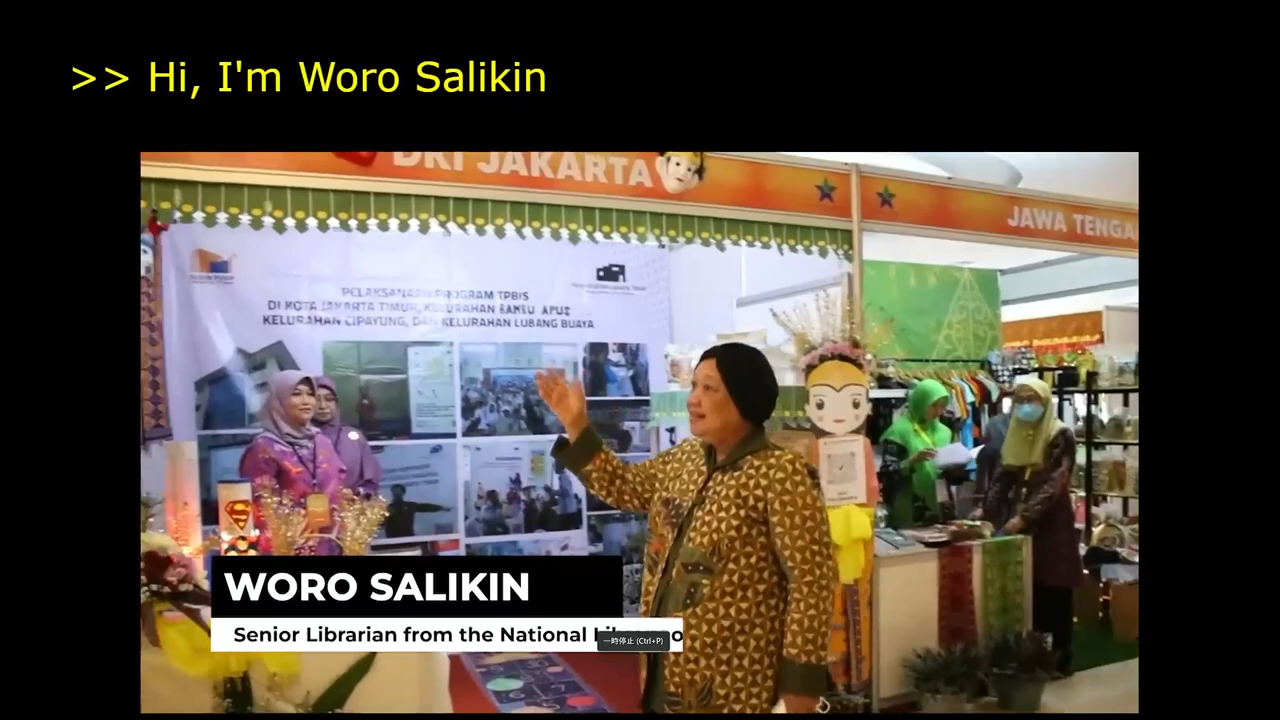 >> Hi, I'm Woro Salikin
DKI JAKARTA
JAWA TENGA
PELAKSANAAN PROGRAM TPBIS
DI KOTA JAKARTA TIMUR, KELURAHAN BAMBU APUS
KELURAHAN CIPAYUNG, DAN KELURAHAN LUBANG BUAYA
WORO SALIKIN
Senior Librarian from the National
一時停止 (Ctrl+P)